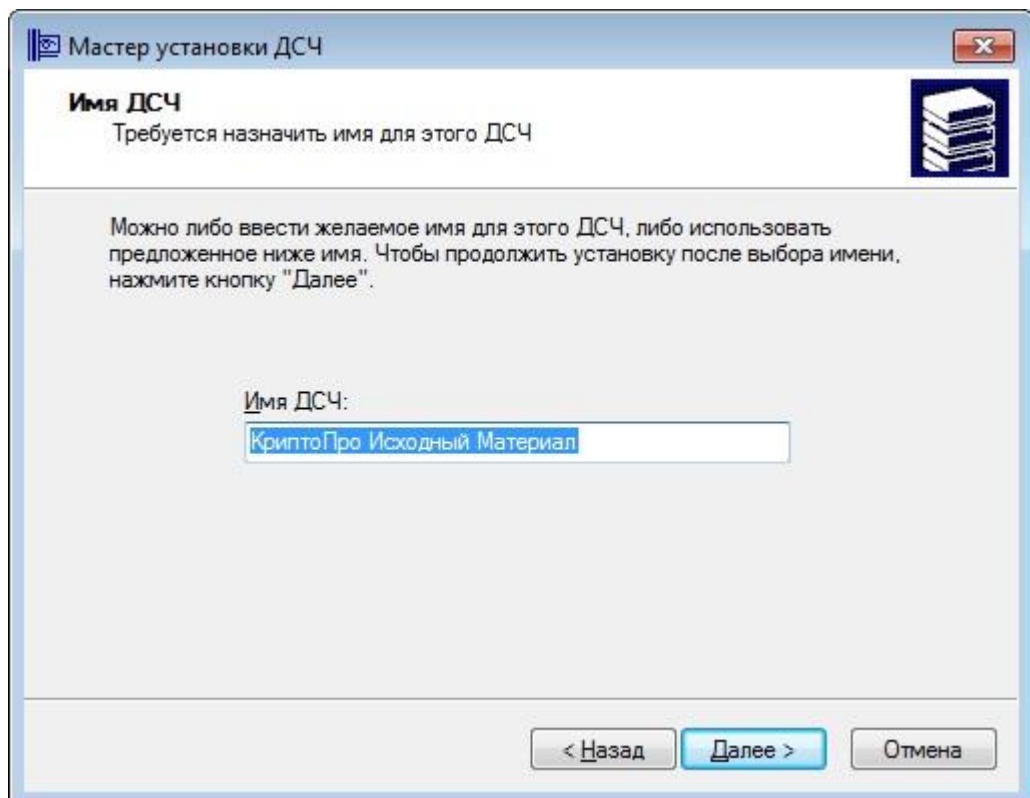 Мастер установки ДСЧ
Имя ДСЧ
Требуется назначить имя для этого ДСЧ
Можно либо ввести желаемое имя для этого ДСЧ, либо использовать
предложенное ниже имя. Чтобы продолжить установку после выбора имени,
нажмите кнопку "Далее".
Имя ДСЧ:
КриптоПро Исходный Материал
< Назад Далее > Отмена